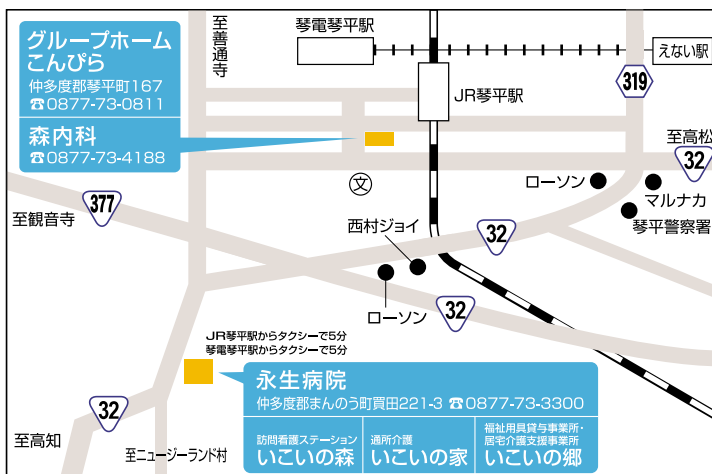 グループホーム
こんぴら
仲多度郡琴平町167
☎0877-73-0811
森内科
☎0877-73-4188
至善通寺
琴電琴平駅
えない駅
319
JR琴平駅
至高松
32
ローソン
マルナカ
琴平警察署
文
377
至観音寺
西村ジョイ
32
ローソン
32
JR琴平駅からタクシーで5分
琴電琴平駅からタクシーで5分
永生病院
仲多度郡まんのう町買田221-3 ☎0877-73-3300
訪問看護ステーション
いこいの森
通所介護
いこいの家
福祉用具貸与事業所・
居宅介護支援事業所
いこいの郷
32
至高知
至ニュージーランド村